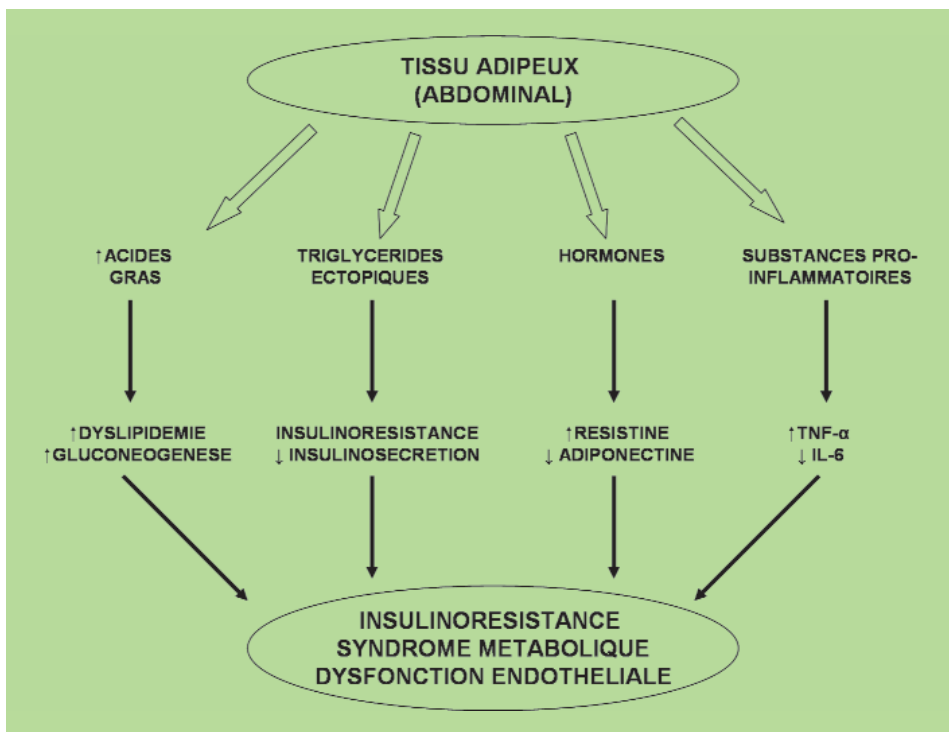 TISSU ADIPEUX
(ABDOMINAL)
↑ACIDES
GRAS
TRIGLYCERIDES
ECTOPIQUES
HORMONES
SUBSTANCES PRO-
INFLAMMATOIRES
↑DYSLIPIDEMIE
↑GLUCONEOGENESE
INSULINORESISTANCE
↓ INSULINOSECRETION
↑RESISTINE
↓ ADIPONECTINE
↑TNF-α
↓ IL-6
INSULINORESISTANCE
SYNDROME METABOLIQUE
DYSFONCTION ENDOTHELIALE